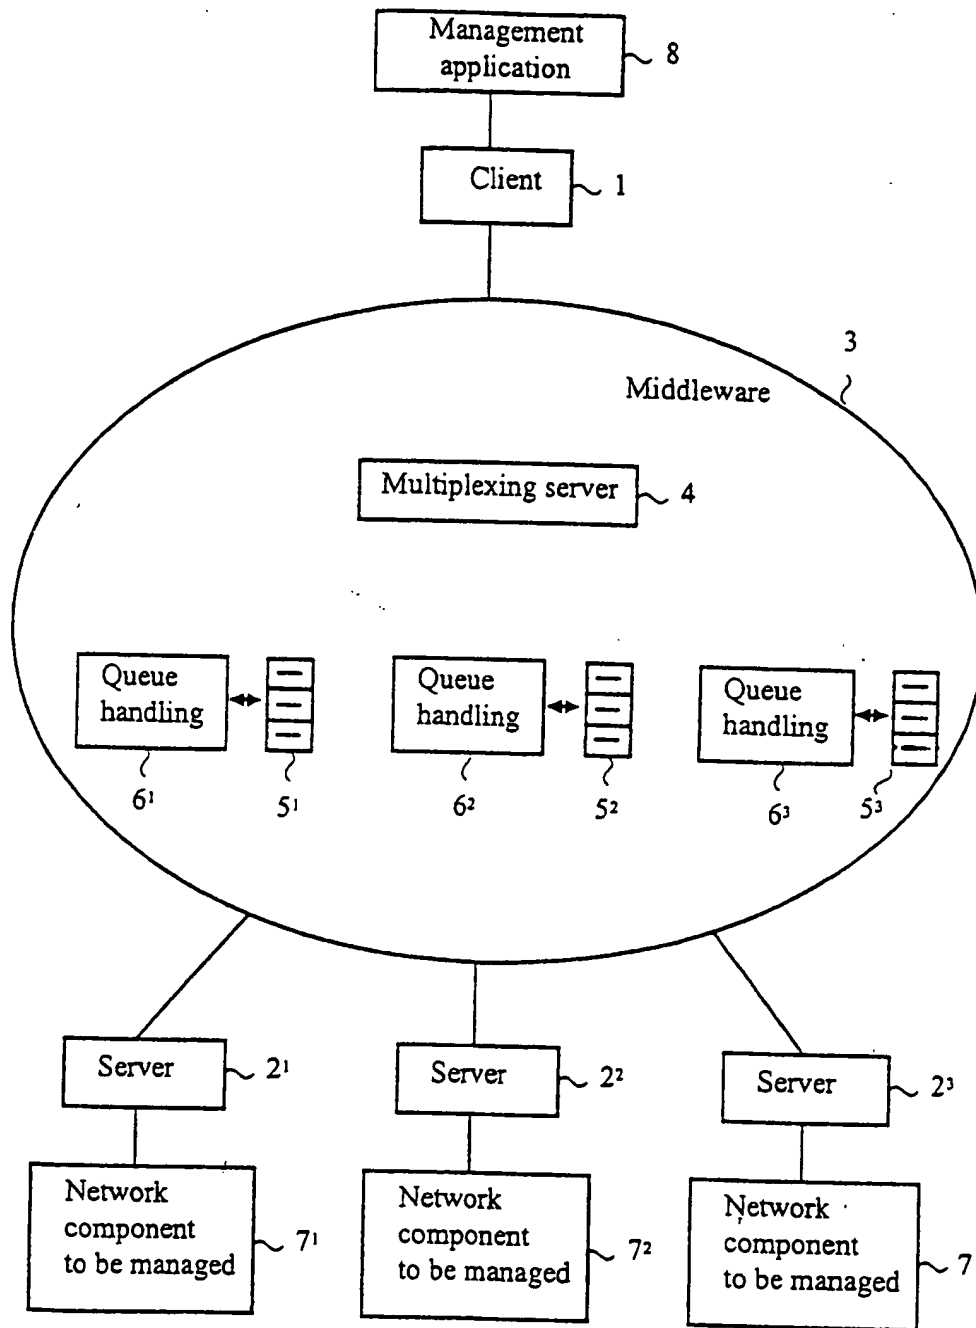 Management
application
8
Client
1
3
Middleware
Multiplexing server
4
Queue
handling
Queue
handling
Queue
handling
6¹
5¹
6²
5²
6³
5³
Server
2¹
Server
2²
Server
2³
Network
component
to be managed
7¹
Network
component
to be managed
7²
Network
component
to be managed
7